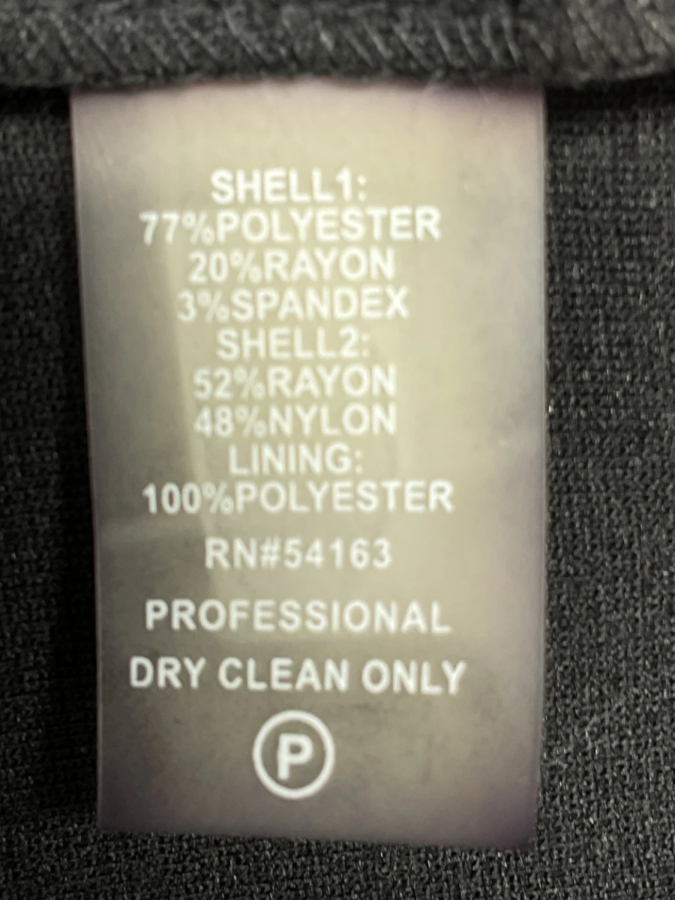 SHELL1:
77%POLYESTER
20%RAYON
3%SPANDEX
SHELL2:
52%RAYON
48%NYLON
LINING:
100%POLYESTER
RN#54163
PROFESSIONAL
DRY CLEAN ONLY
P